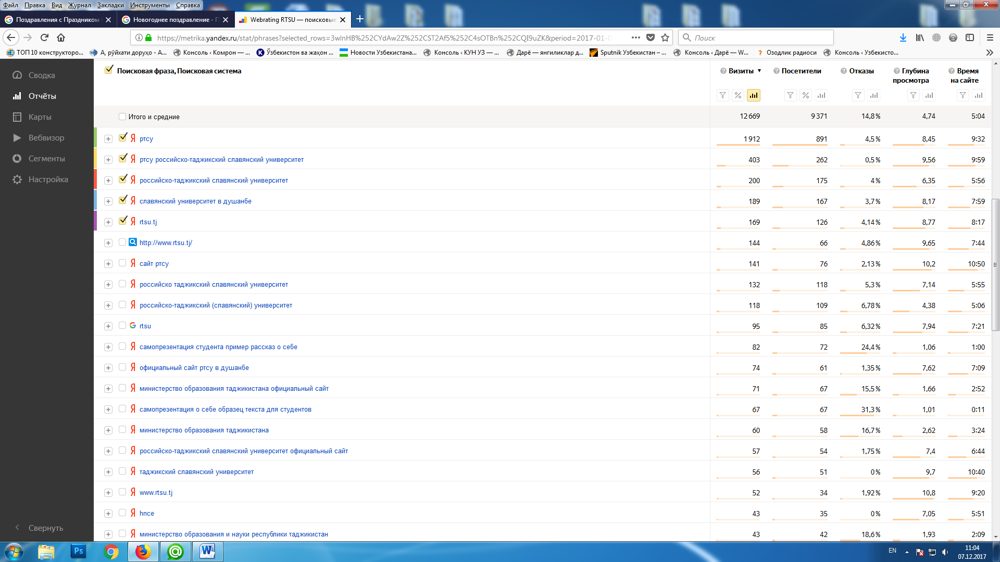 Файл Правка Вид Журнал Закладки Инструменты Справка
Поздравления с Праздником
Новогоднее поздравление - П
Webrating RTSU — поисковые
https://metrika.yandex.ru/stat/phrases?selected_rows=3wlnHB%252CYdAw2Z%252CST2Af5%252C4sOTBn%252CQI9uZK&period=2017-01-0
Поиск
ТОП 10 конструкторо...
А, рӯйхати доруҳо - А...
Консоль ‹ Комрон — ...
Ўзбекистон ва жаҳон ...
Новости Узбекистана...
Консоль ‹ КУН УЗ — ...
Дарё — янгиликлар д...
Sputnik Узбекистан – ...
Консоль ‹ Дарё — W...
Озодлик радиоси
Консоль ‹ Узбекисто...
Сводка
Отчёты
Карты
Вебвизор
Сегменты
Настройка
Свернуть
Поисковая фраза, Поисковая система Визиты ▼ Посетители Отказы Глубина просмотра Время на сайте
Итого и средние 12 669 9 371 14,8 % 4,74 5:04
ртсу 1 912 891 4,5 % 8,45 9:32
ртсу российско-таджикский славянский университет 403 262 0,5 % 9,56 9:59
российско-таджикский славянский университет 200 175 4 % 6,35 5:56
славянский университет в душанбе 189 167 3,7 % 8,17 7:59
rtsu.tj 169 126 4,14 % 8,77 8:17
http://www.rtsu.tj/ 144 66 4,86 % 9,65 7:44
сайт ртсу 141 76 2,13 % 10,2 10:50
российско таджикский славянский университет 132 118 5,3 % 7,14 5:55
российско-таджикский (славянский) университет 118 109 6,78 % 4,38 5:06
rtsu 95 85 6,32 % 7,94 7:21
самопрезентация студента пример рассказ о себе 82 72 24,4 % 1,06 1:00
официальный сайт ртсу в душанбе 74 61 1,35 % 7,62 7:09
министерство образования таджикистана официальный сайт 71 67 15,5 % 1,66 2:52
самопрезентация о себе образец текста для студентов 67 67 31,3 % 1,01 0:11
министерство образования таджикистана 60 58 16,7 % 2,62 3:24
российско-таджикский славянский университет официальный сайт 57 54 1,75 % 7,4 6:44
таджикский славянский университет 56 51 0 % 9,7 10:40
www.rtsu.tj 52 34 1,92 % 10,8 9:20
hnce 43 35 0 % 7,05 5:51
министерство образования и науки республики таджикистан 43 42 18,6 % 1,93 2:09
EN
11:04
07.12.2017